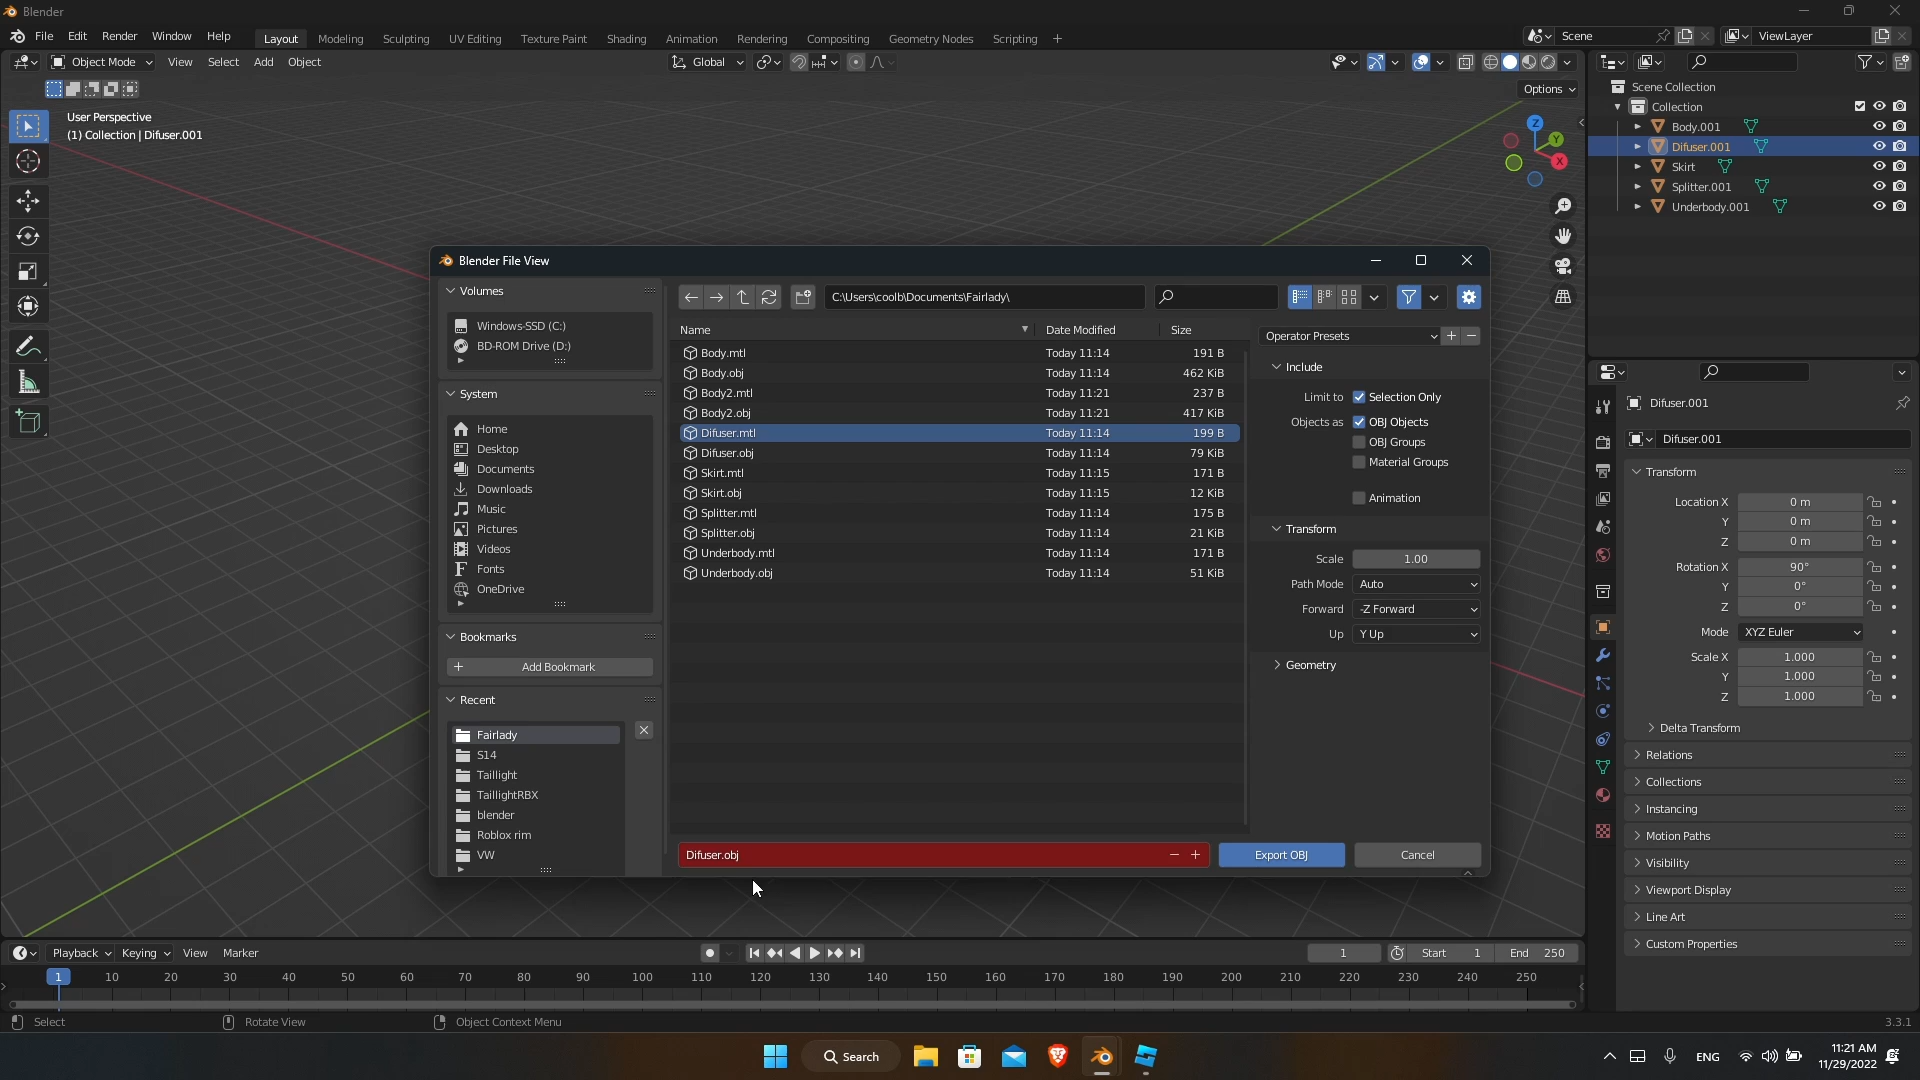 Blender
File Edit Render Window Help Layout Modeling Sculpting UV Editing Texture Paint Shading Animation Rendering Compositing Geometry Nodes Scripting + Scene ViewLayer
Object Mode View Select Add Object Global
Options
User Perspective
(1) Collection | Difuser.001
Z
Y
X
Scene Collection
Collection
Body.001
Difuser.001
Skirt
Splitter.001
Underbody.001
Blender File View
Volumes
Windows-SSD (C:)
BD-ROM Drive (D:)
System
Home
Desktop
Documents
Downloads
Music
Pictures
Videos
Fonts
OneDrive
Bookmarks
+ Add Bookmark
Recent
Fairlady
S14
Taillight
TaillightRBX
blender
Roblox rim
VW
C:\Users\coolb\Documents\Fairlady\
Name Date Modified Size
Body.mtl Today 11:14 191 B
Body.obj Today 11:14 462 KiB
Body2.mtl Today 11:21 237 B
Body2.obj Today 11:21 417 KiB
Difuser.mtl Today 11:14 199 B
Difuser.obj Today 11:14 79 KiB
Skirt.mtl Today 11:15 171 B
Skirt.obj Today 11:15 12 KiB
Splitter.mtl Today 11:14 175 B
Splitter.obj Today 11:14 21 KiB
Underbody.mtl Today 11:14 171 B
Underbody.obj Today 11:14 51 KiB
Operator Presets + −
Include
Limit to Selection Only
Objects as OBJ Objects
OBJ Groups
Material Groups
Animation
Transform
Scale 1.00
Path Mode Auto
Forward -Z Forward
Up Y Up
Geometry
Difuser.obj − + Export OBJ Cancel
Difuser.001
Difuser.001
Transform
Location X 0 m
Y 0 m
Z 0 m
Rotation X 90°
Y 0°
Z 0°
Mode XYZ Euler
Scale X 1.000
Y 1.000
Z 1.000
Delta Transform
Relations
Collections
Instancing
Motion Paths
Visibility
Viewport Display
Line Art
Custom Properties
Playback Keying View Marker 1 Start 1 End 250
1 10 20 30 40 50 60 70 80 90 100 110 120 130 140 150 160 170 180 190 200 210 220 230 240 250
Select Rotate View Object Context Menu 3.3.1
Search ENG 11:21 AM
11/29/2022